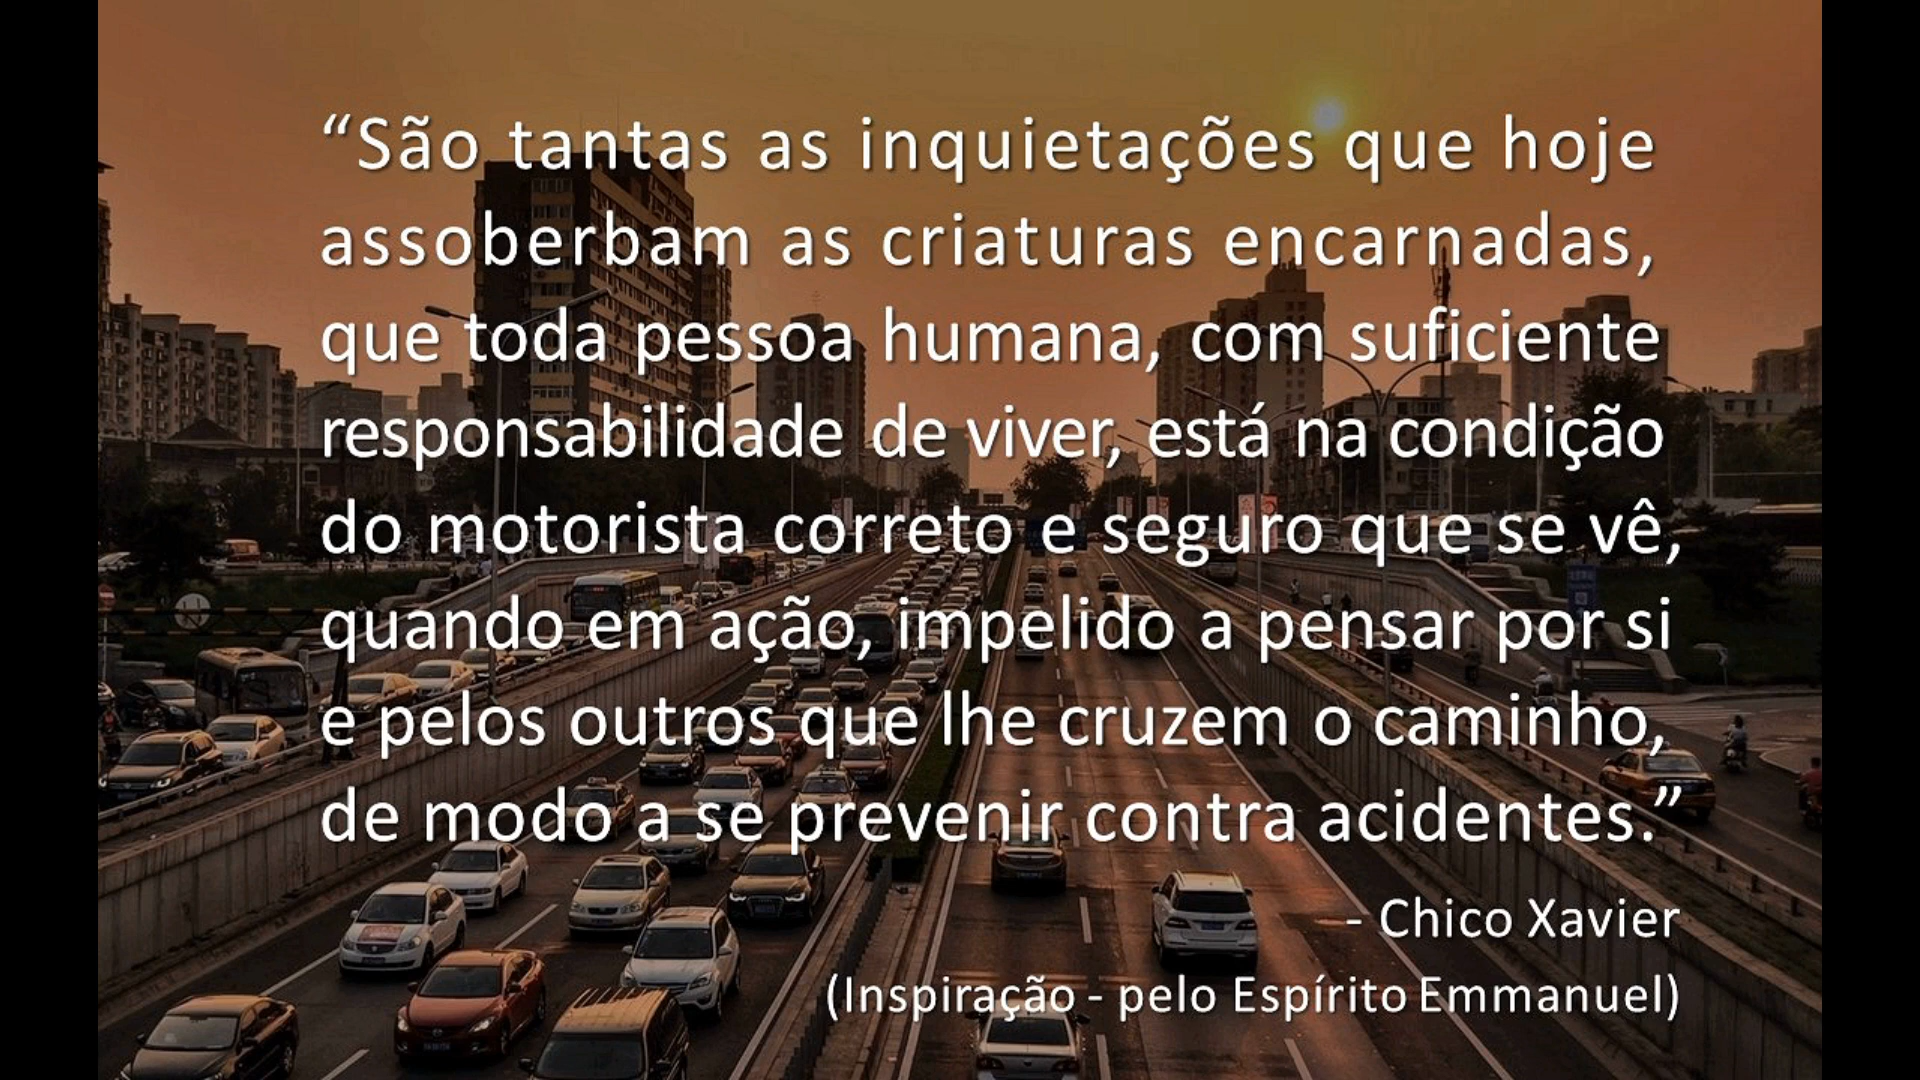 “São tantas as inquietações que hoje
assoberbam as criaturas encarnadas,
que toda pessoa humana, com suficiente
responsabilidade de viver, está na condição
do motorista correto e seguro que se vê,
quando em ação, impelido a pensar por si
e pelos outros que lhe cruzem o caminho,
de modo a se prevenir contra acidentes.”
- Chico Xavier
(Inspiração - pelo Espírito Emmanuel)